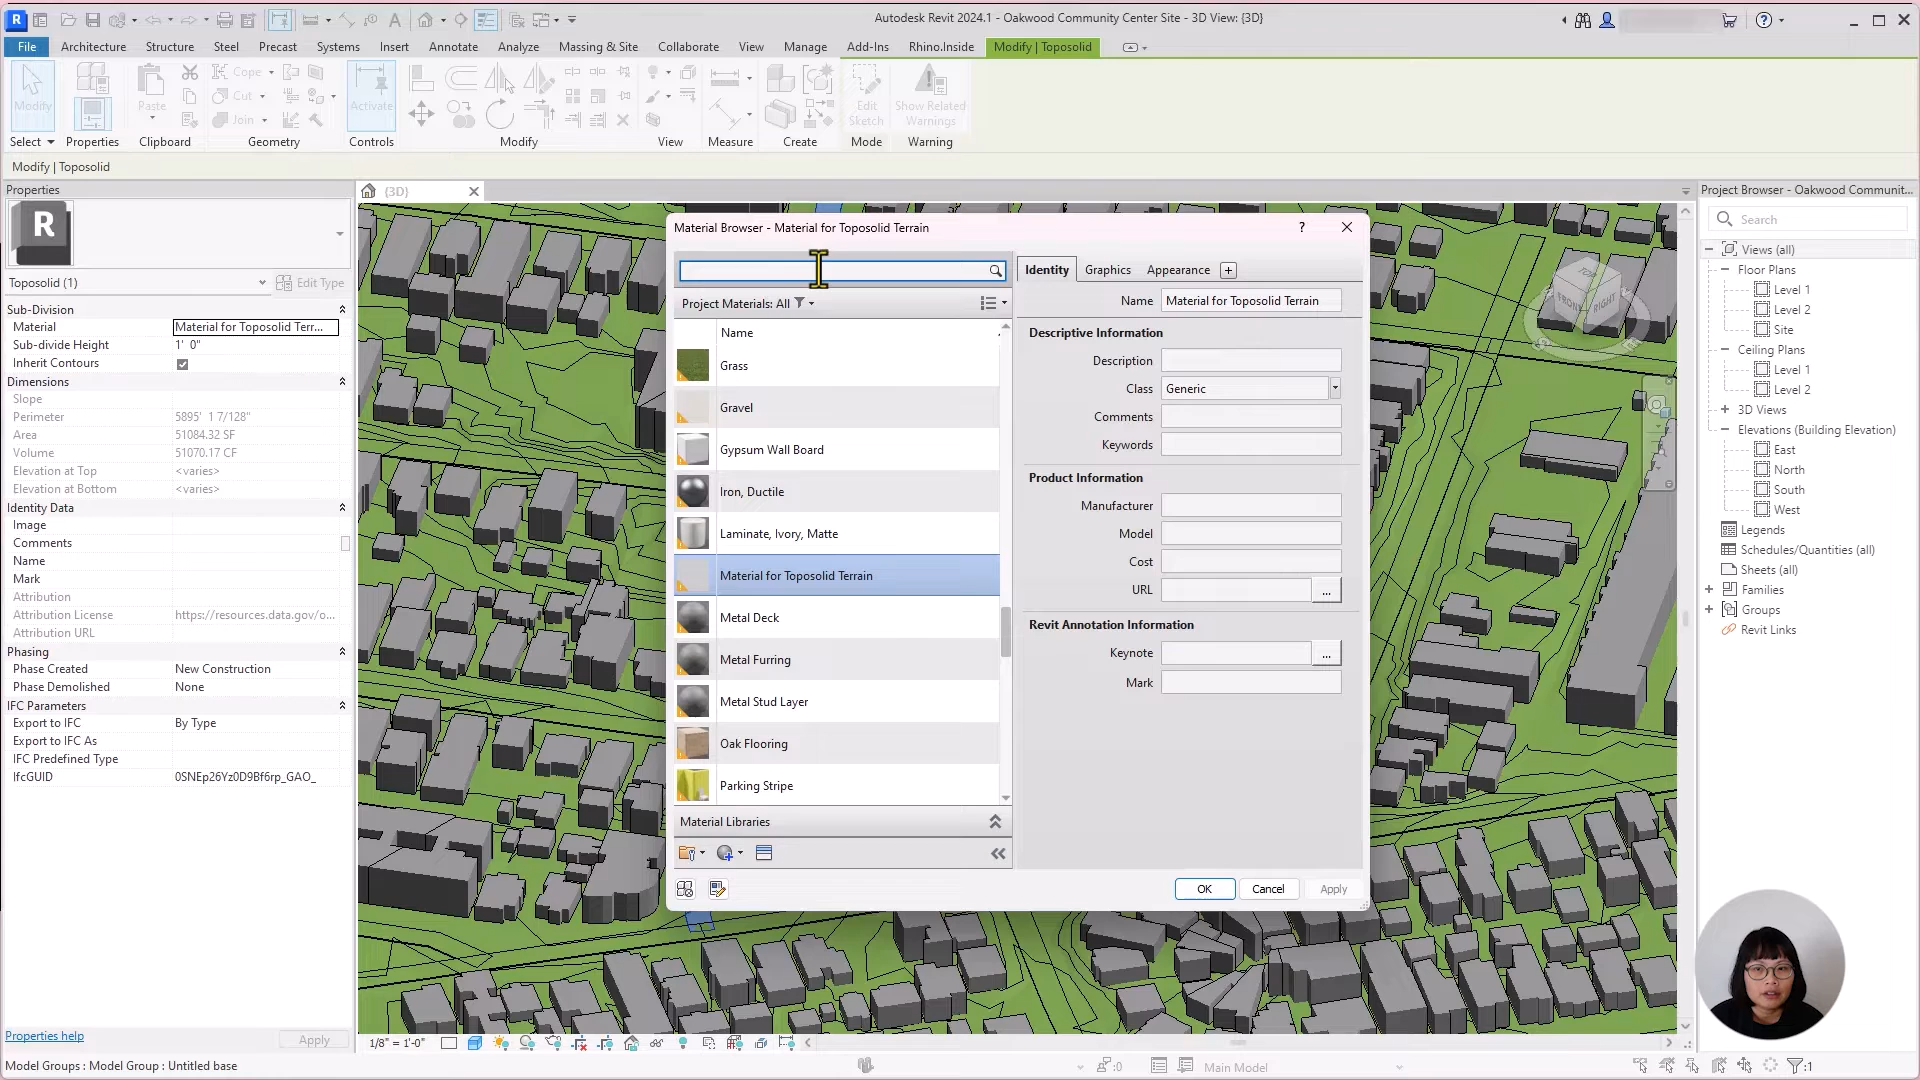 Autodesk Revit 2024.1 - Oakwood Community Center Site - 3D View: {3D}
File Architecture Structure Steel Precast Systems Insert Annotate Analyze Massing & Site Collaborate View Manage Add-Ins Rhino.Inside Modify | Toposolid
Modify Paste Cope Cut Join Activate Edit Sketch Show Related Warnings
Select Properties Clipboard Geometry Controls Modify View Measure Create Mode Warning
Modify | Toposolid
Properties
R
Toposolid (1) Edit Type
Sub-Division
Material Material for Toposolid Terr...
Sub-divide Height 1' 0"
Inherit Contours
Dimensions
Slope
Perimeter 5895' 1 7/128"
Area 51084.32 SF
Volume 51070.17 CF
Elevation at Top <varies>
Elevation at Bottom <varies>
Identity Data
Image
Comments
Name
Mark
Attribution
Attribution License https://resources.data.gov/o...
Attribution URL
Phasing
Phase Created New Construction
Phase Demolished None
IFC Parameters
Export to IFC By Type
Export to IFC As
IFC Predefined Type
IfcGUID 0SNEp26Yz0D9Bf6rp_GAO_
Properties help Apply
{3D}
Material Browser - Material for Toposolid Terrain
Project Materials: All
Name
Grass
Gravel
Gypsum Wall Board
Iron, Ductile
Laminate, Ivory, Matte
Material for Toposolid Terrain
Metal Deck
Metal Furring
Metal Stud Layer
Oak Flooring
Parking Stripe
Material Libraries
Identity Graphics Appearance
Name Material for Toposolid Terrain
Descriptive Information
Description
Class Generic
Comments
Keywords
Product Information
Manufacturer
Model
Cost
URL ...
Revit Annotation Information
Keynote ...
Mark
OK Cancel Apply
TOP
FRONT RIGHT
Project Browser - Oakwood Communit...
Search
Views (all)
Floor Plans
Level 1
Level 2
Site
Ceiling Plans
Level 1
Level 2
3D Views
Elevations (Building Elevation)
East
North
South
West
Legends
Schedules/Quantities (all)
Sheets (all)
Families
Groups
Revit Links
1/8" = 1'-0"
Model Groups : Model Group : Untitled base :0 Main Model :1